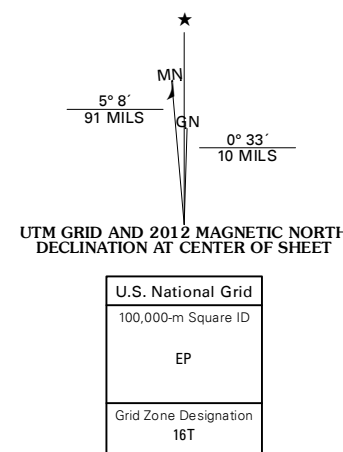 ★
MN
5° 8´
91 MILS
GN
0° 33´
10 MILS
UTM GRID AND 2012 MAGNETIC NORTH
DECLINATION AT CENTER OF SHEET
U.S. National Grid
100,000-m Square ID
EP
Grid Zone Designation
16T